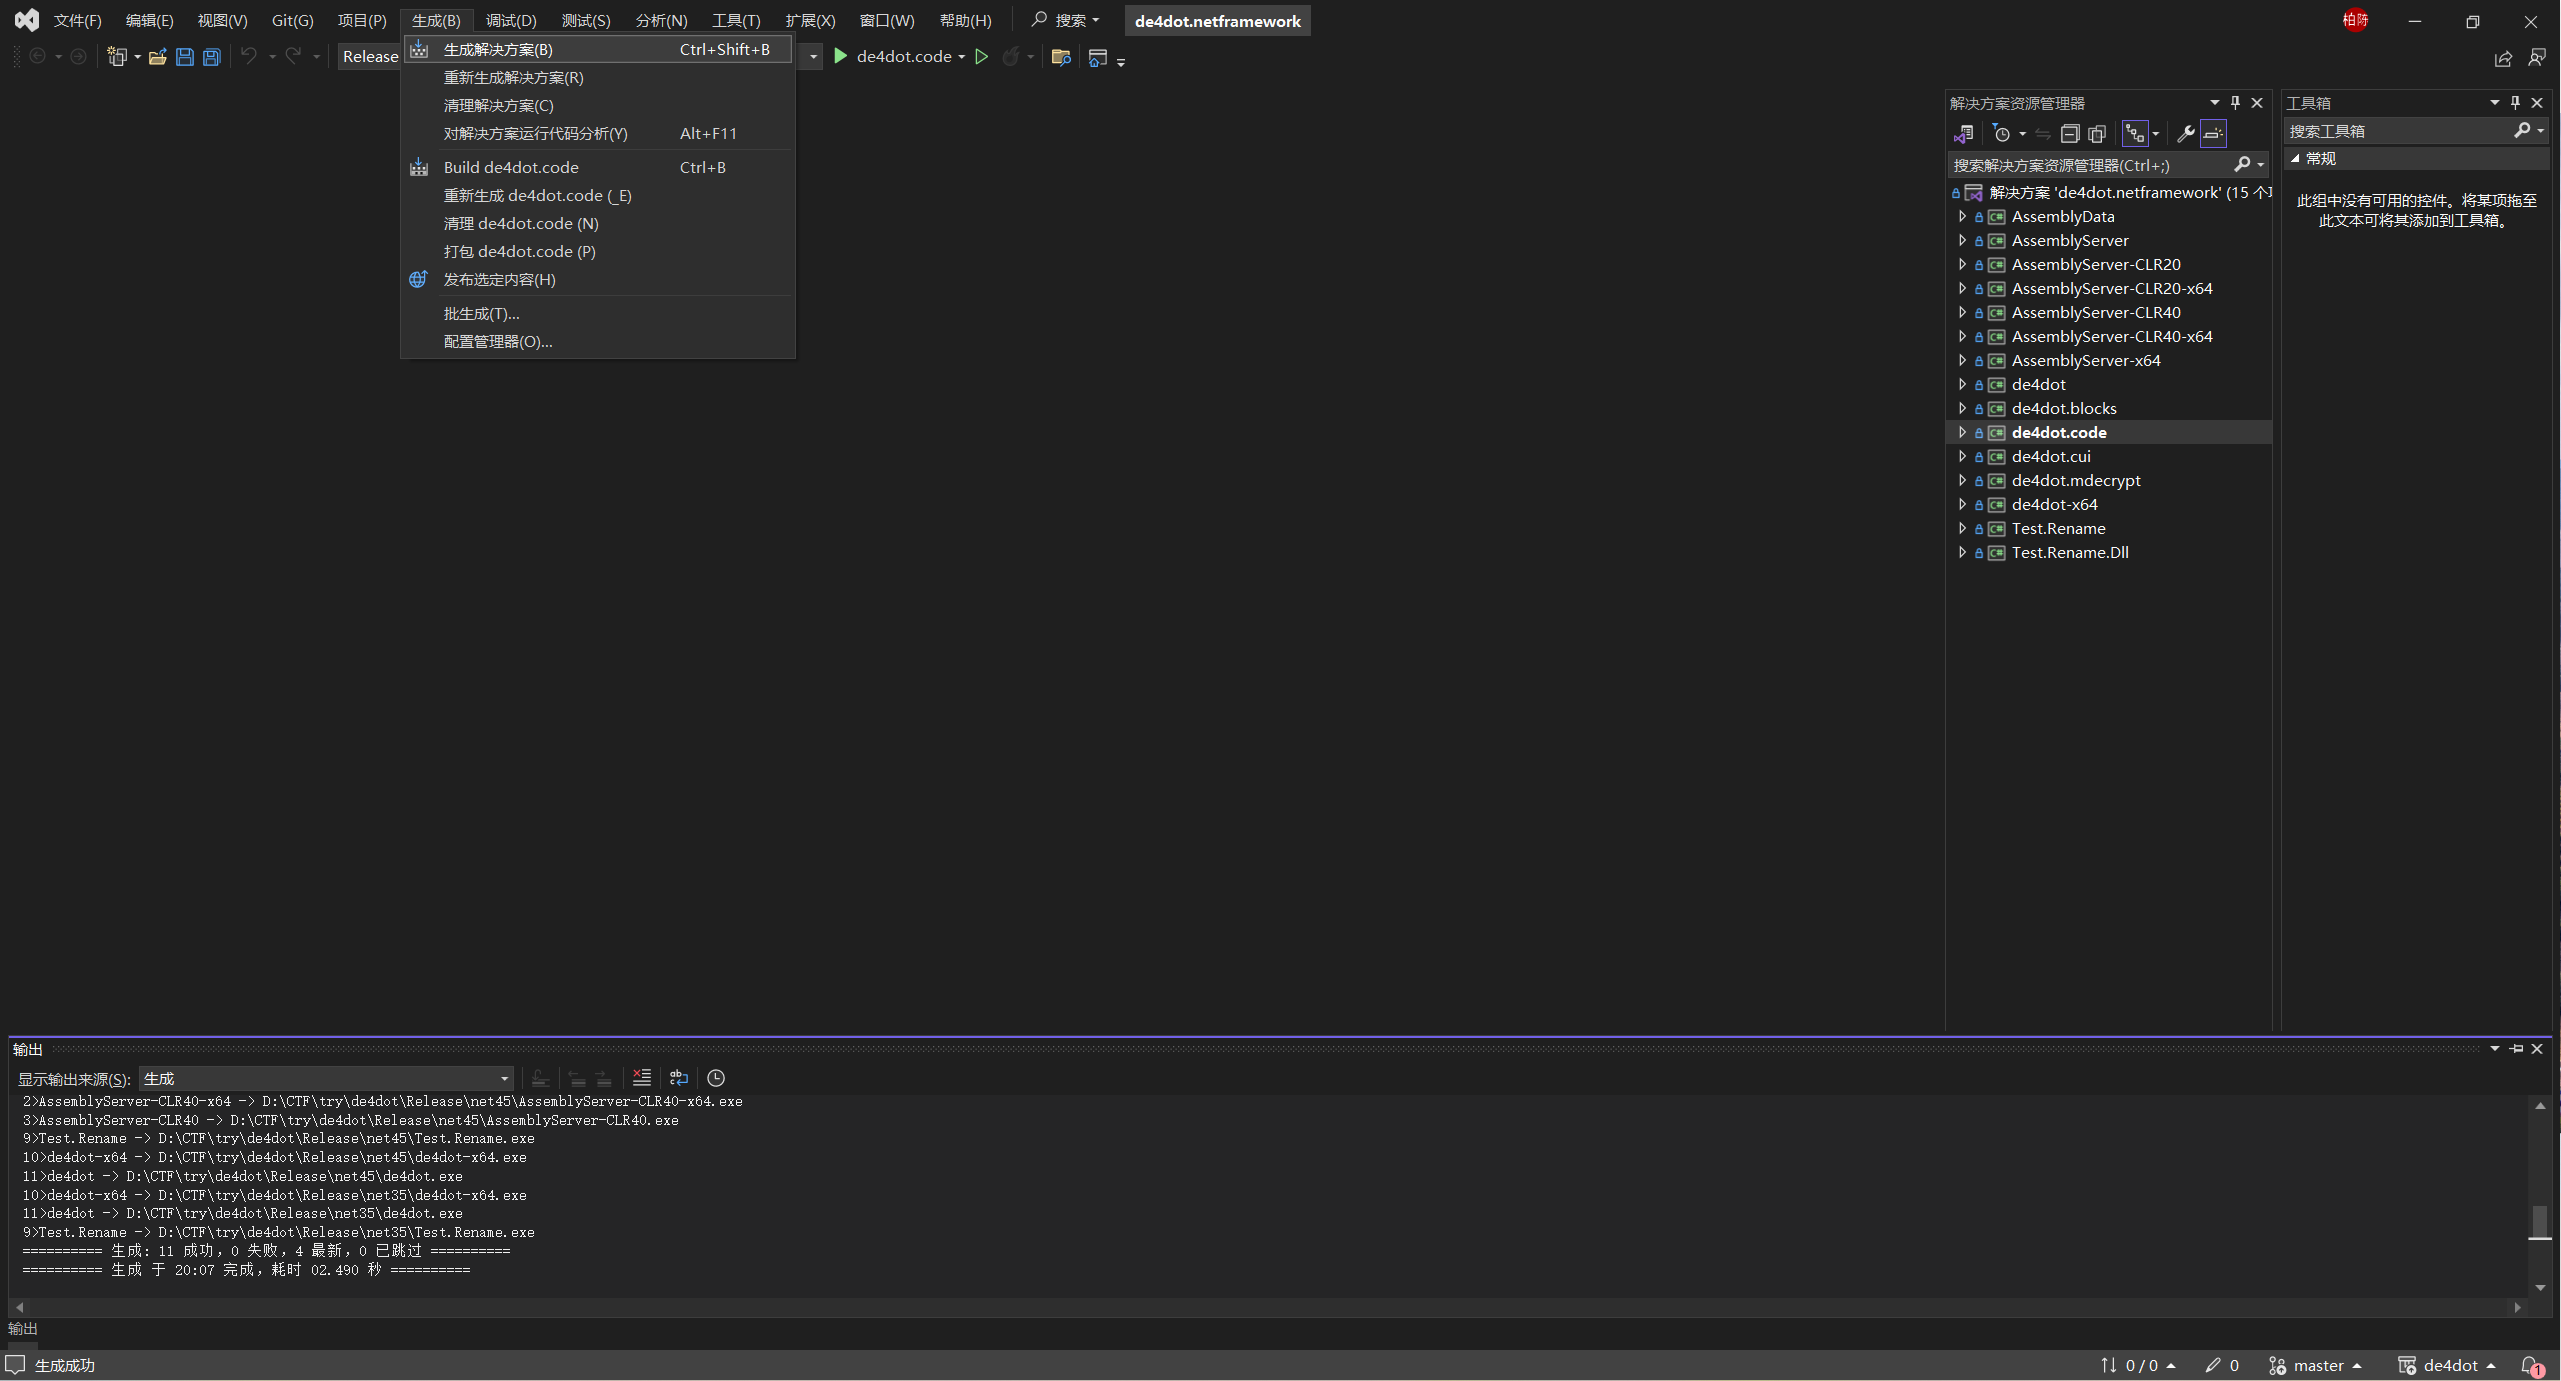 文件(F) 编辑(E) 视图(V) Git(G) 项目(P) 生成(B) 调试(D) 测试(S) 分析(N) 工具(T) 扩展(X) 窗口(W) 帮助(H) 搜索 de4dot.netframework 柏陈
Release de4dot.code
生成解决方案(B) Ctrl+Shift+B
重新生成解决方案(R)
清理解决方案(C)
对解决方案运行代码分析(Y) Alt+F11
Build de4dot.code Ctrl+B
重新生成 de4dot.code (_E)
清理 de4dot.code (N)
打包 de4dot.code (P)
发布选定内容(H)
批生成(T)...
配置管理器(O)...
解决方案资源管理器
搜索解决方案资源管理器(Ctrl+;)
解决方案 'de4dot.netframework' (15 个
AssemblyData
AssemblyServer
AssemblyServer-CLR20
AssemblyServer-CLR20-x64
AssemblyServer-CLR40
AssemblyServer-CLR40-x64
AssemblyServer-x64
de4dot
de4dot.blocks
de4dot.code
de4dot.cui
de4dot.mdecrypt
de4dot-x64
Test.Rename
Test.Rename.Dll
工具箱
搜索工具箱
常规
此组中没有可用的控件。将某项拖至
此文本可将其添加到工具箱。
输出
显示输出来源(S): 生成
2>AssemblyServer-CLR40-x64 -> D:\CTF\try\de4dot\Release\net45\AssemblyServer-CLR40-x64.exe
3>AssemblyServer-CLR40 -> D:\CTF\try\de4dot\Release\net45\AssemblyServer-CLR40.exe
9>Test.Rename -> D:\CTF\try\de4dot\Release\net45\Test.Rename.exe
10>de4dot-x64 -> D:\CTF\try\de4dot\Release\net45\de4dot-x64.exe
11>de4dot -> D:\CTF\try\de4dot\Release\net45\de4dot.exe
10>de4dot-x64 -> D:\CTF\try\de4dot\Release\net35\de4dot-x64.exe
11>de4dot -> D:\CTF\try\de4dot\Release\net35\de4dot.exe
9>Test.Rename -> D:\CTF\try\de4dot\Release\net35\Test.Rename.exe
========== 生成: 11 成功，0 失败，4 最新，0 已跳过 ==========
========== 生成 于 20:07 完成，耗时 02.490 秒 ==========
输出
生成成功 0 / 0 0 master de4dot 1